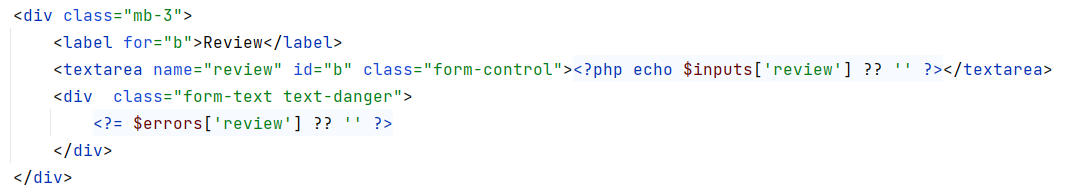 <div class="mb-3">
    <label for="b">Review</label>
    <textarea name="review" id="b" class="form-control"><?php echo $inputs['review'] ?? '' ?></textarea>
    <div  class="form-text text-danger">
        <?= $errors['review'] ?? '' ?>
    </div>
</div>